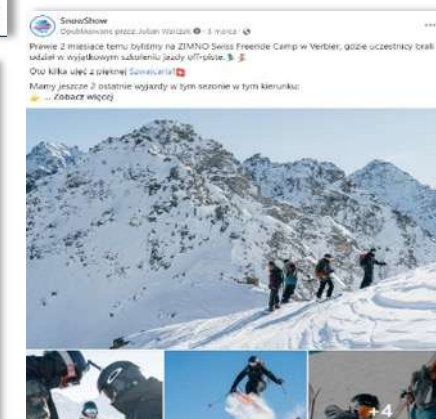 SnowShow
Opublikowane przez: Julian Walczak · 3 marca ·
Prawie 2 miesiące temu byliśmy na ZIMNO Swiss Freeride Camp w Verbier, gdzie uczestnicy brali
udział w wyjątkowym szkoleniu jazdy off-piste.
Oto kilka ujęć z pięknej Szwajcarii!
Mamy jeszcze 2 ostatnie wyjazdy w tym sezonie w tym kierunku:
... Zobacz więcej
+4